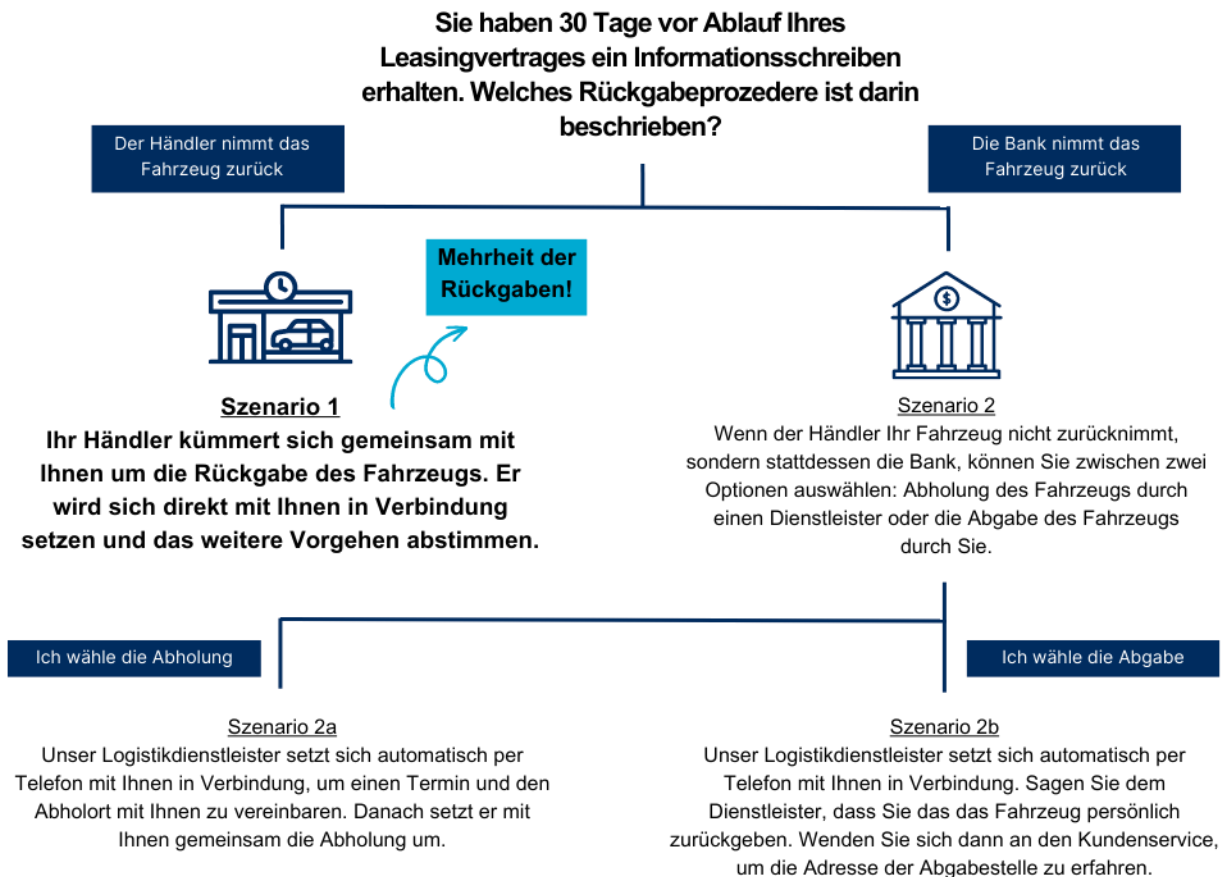 Sie haben 30 Tage vor Ablauf Ihres
Leasingvertrages ein Informationsschreiben
erhalten. Welches Rückgabeprozedere ist darin
beschrieben?
Der Händler nimmt das
Fahrzeug zurück
Die Bank nimmt das
Fahrzeug zurück
Mehrheit der
Rückgaben!
$
Szenario 1
Ihr Händler kümmert sich gemeinsam mit
Ihnen um die Rückgabe des Fahrzeugs. Er
wird sich direkt mit Ihnen in Verbindung
setzen und das weitere Vorgehen abstimmen.
Szenario 2
Wenn der Händler Ihr Fahrzeug nicht zurücknimmt,
sondern stattdessen die Bank, können Sie zwischen zwei
Optionen auswählen: Abholung des Fahrzeugs durch
einen Dienstleister oder die Abgabe des Fahrzeugs
durch Sie.
Ich wähle die Abholung
Ich wähle die Abgabe
Szenario 2a
Unser Logistikdienstleister setzt sich automatisch per
Telefon mit Ihnen in Verbindung, um einen Termin und den
Abholort mit Ihnen zu vereinbaren. Danach setzt er mit
Ihnen gemeinsam die Abholung um.
Szenario 2b
Unser Logistikdienstleister setzt sich automatisch per
Telefon mit Ihnen in Verbindung. Sagen Sie dem
Dienstleister, dass Sie das das Fahrzeug persönlich
zurückgeben. Wenden Sie sich dann an den Kundenservice,
um die Adresse der Abgabestelle zu erfahren.